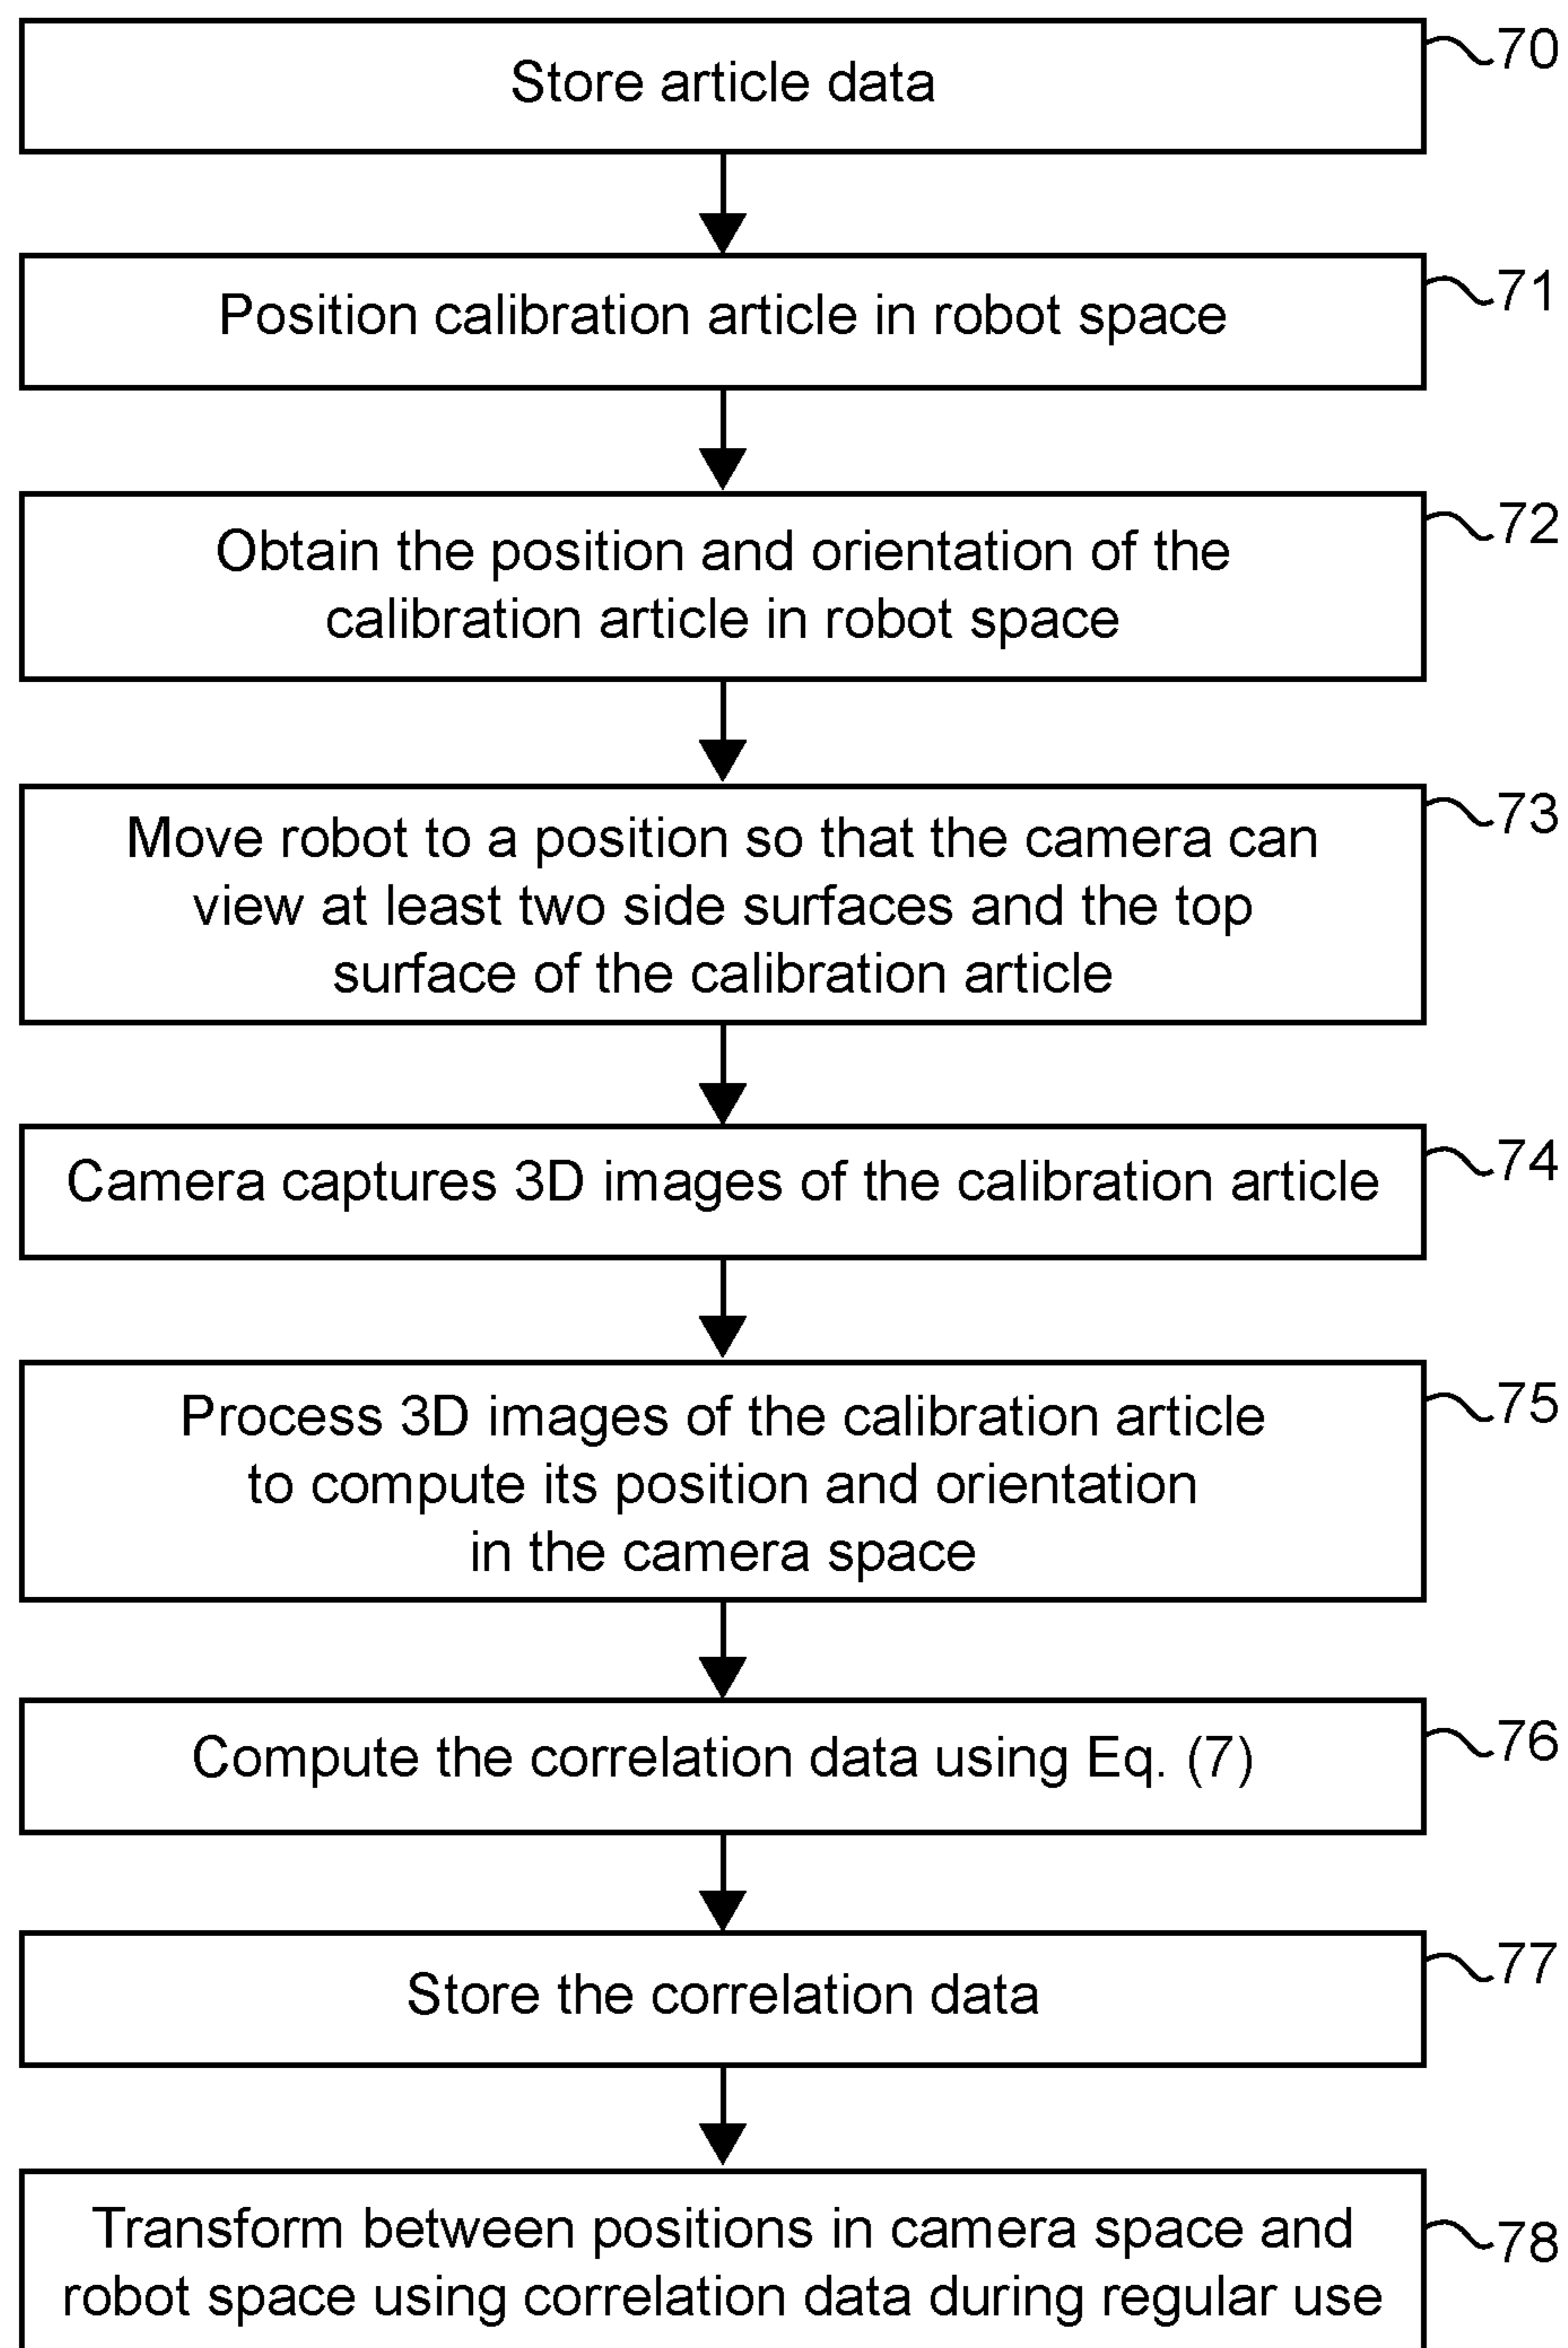 Store article data
70
Position calibration article in robot space
71
Obtain the position and orientation of the
calibration article in robot space
72
Move robot to a position so that the camera can
view at least two side surfaces and the top
surface of the calibration article
73
Camera captures 3D images of the calibration article
74
Process 3D images of the calibration article
to compute its position and orientation
in the camera space
75
Compute the correlation data using Eq. (7)
76
Store the correlation data
77
Transform between positions in camera space and
robot space using correlation data during regular use
78